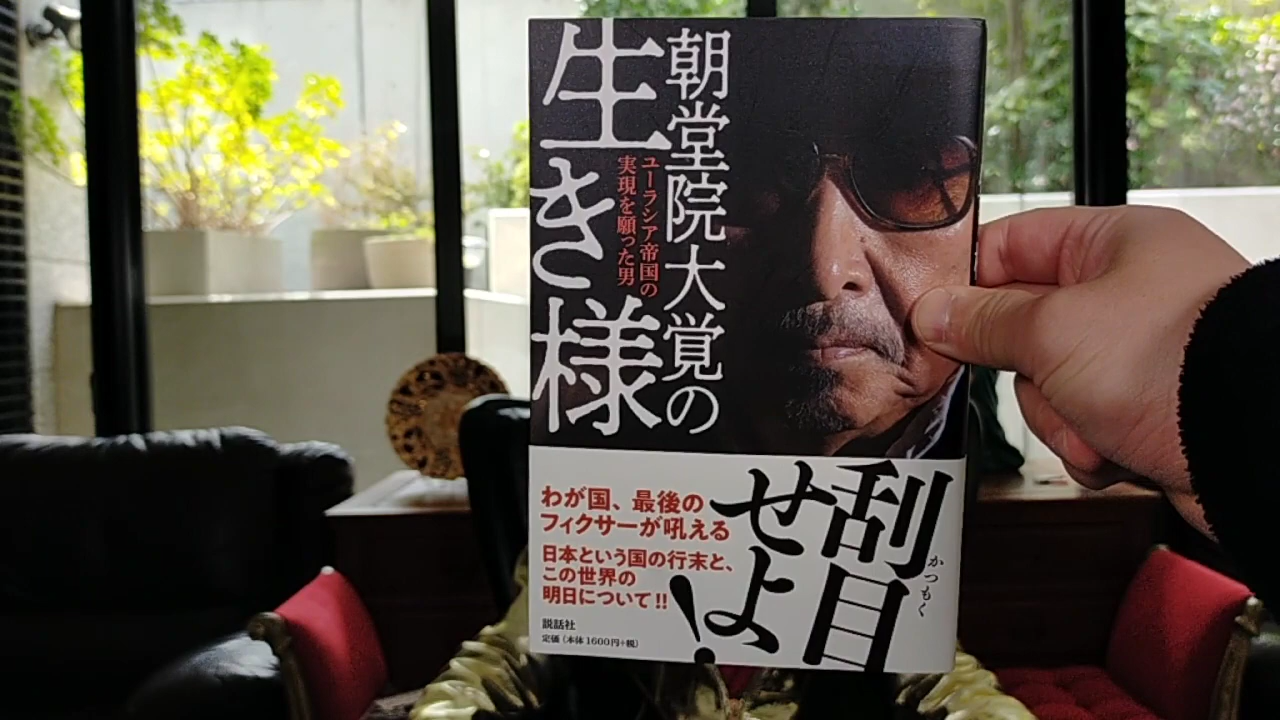 朝堂院大覚の
生き様
ユーラシア帝国の
実現を願った男
刮目
かつもく
せよ!
わが国、最後の
フィクサーが吼える
日本という国の行末と、
この世界の
明日について!!
説話社
定価（本体1600円+税）